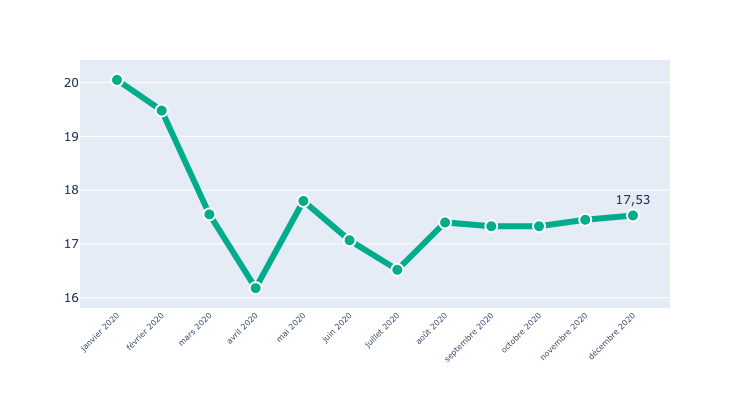 20
19
18
17
16
17,53
janvier 2020
février 2020
mars 2020
avril 2020
mai 2020
juin 2020
juillet 2020
août 2020
septembre 2020
octobre 2020
novembre 2020
décembre 2020